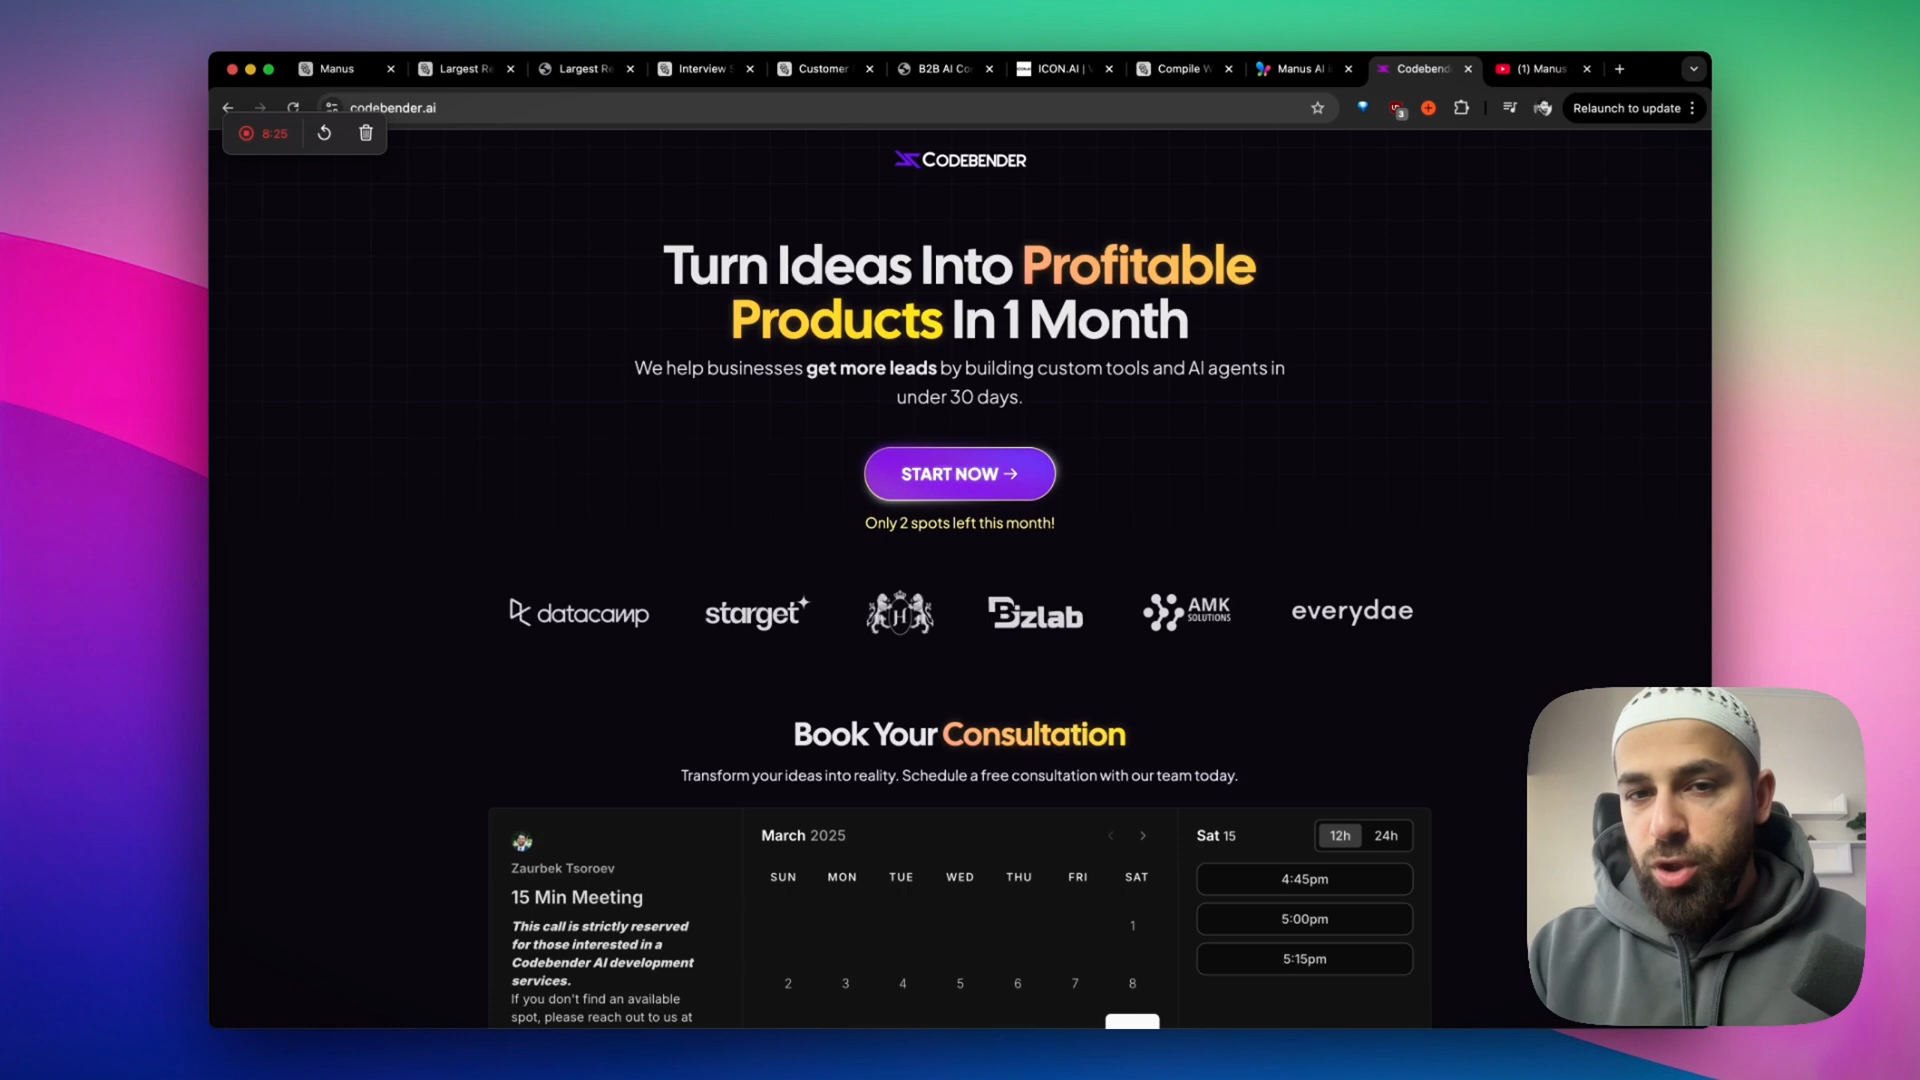 Manus
Largest Re
Largest Re
Interview S
Customer
B2B AI Co
ICON.AI |
Compile W
Manus AI
Codebend
(1) Manus
codebender.ai
3
Relaunch to update
8:25
CODEBENDER
Turn Ideas Into Profitable
Products In 1 Month
We help businesses get more leads by building custom tools and AI agents in
under 30 days.
START NOW →
Only 2 spots left this month!
datacamp
starget
H
Bizlab
AMK
SOLUTIONS
everydae
Book Your Consultation
Transform your ideas into reality. Schedule a free consultation with our team today.
Zaurbek Tsoroev
15 Min Meeting
This call is strictly reserved
for those interested in a
Codebender AI development
services.
If you don't find an available
spot, please reach out to us at
March 2025
SUN MON TUE WED THU FRI SAT
1
2 3 4 5 6 7 8
Sat 15
12h 24h
4:45pm
5:00pm
5:15pm